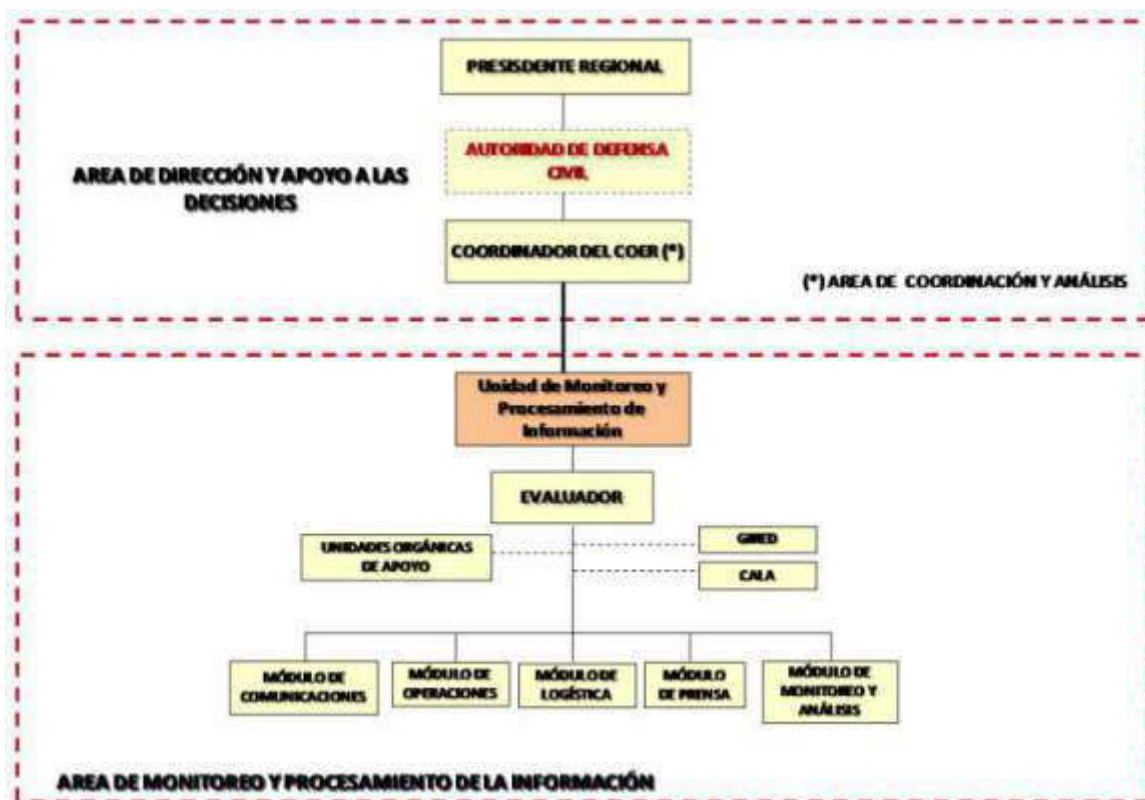 PRESISDENTE REGIONAL
AUTORIDAD DE DEFENSA
CIVIL
AREA DE DIRECCIÓN Y APOYO A LAS
DECISIONES
COORDINADOR DEL COER (*)
(*) AREA DE COORDINACIÓN Y ANÁLISIS
Unidad de Monitoreo y
Procesamiento de
Información
EVALUADOR
UNIDADES ORGÁNICAS
DE APOYO
CALA
MÓDULO DE
COMUNICACIONES
MÓDULO DE
OPERACIONES
MÓDULO DE
LOGÍSTICA
MÓDULO
DE PRENSA
MÓDULO DE
MONITOREO Y
ANÁLISIS
AREA DE MONITOREO Y PROCESAMIENTO DE LA INFORMACIÓN